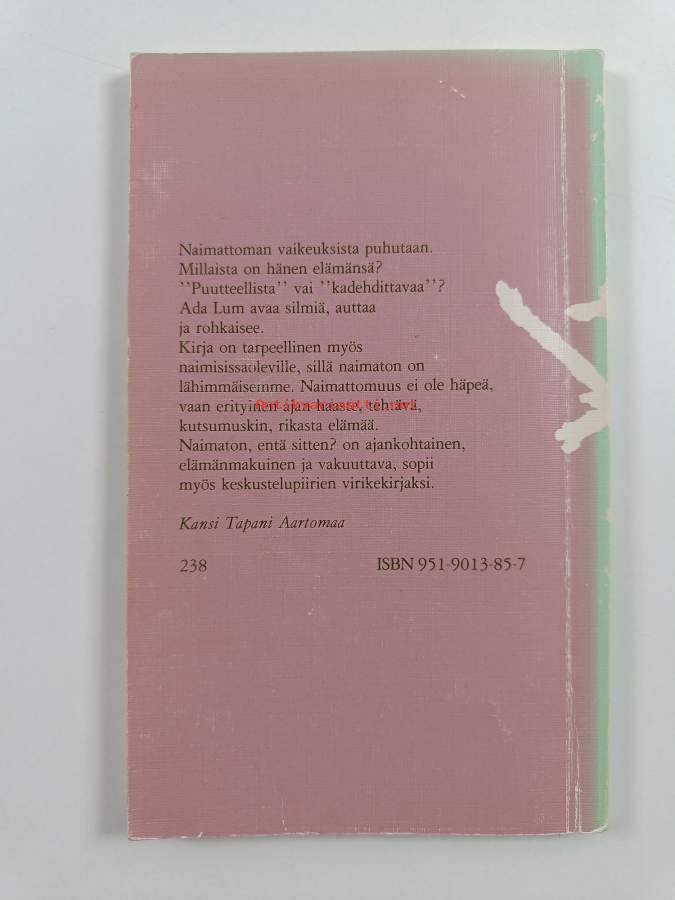 Naimattoman vaikeuksista puhutaan.
Millaista on hänen elämänsä?
''Puutteellista'' vai ''kadehdittavaa''?
Ada Lum avaa silmiä, auttaa
ja rohkaisee.
Kirja on tarpeellinen myös
naimisissaoleville, sillä naimaton on
lähimmäisemme. Naimattomuus ei ole häpeä,
vaan erityinen ajan haaste, tehtävä,
kutsumuskin, rikasta elämää.
Naimaton, entä sitten? on ajankohtainen,
elämänmakuinen ja vakuuttava, sopii
myös keskustelupiirien virikekirjaksi.
Kansi Tapani Aartomaa
238 ISBN 951-9013-85-7